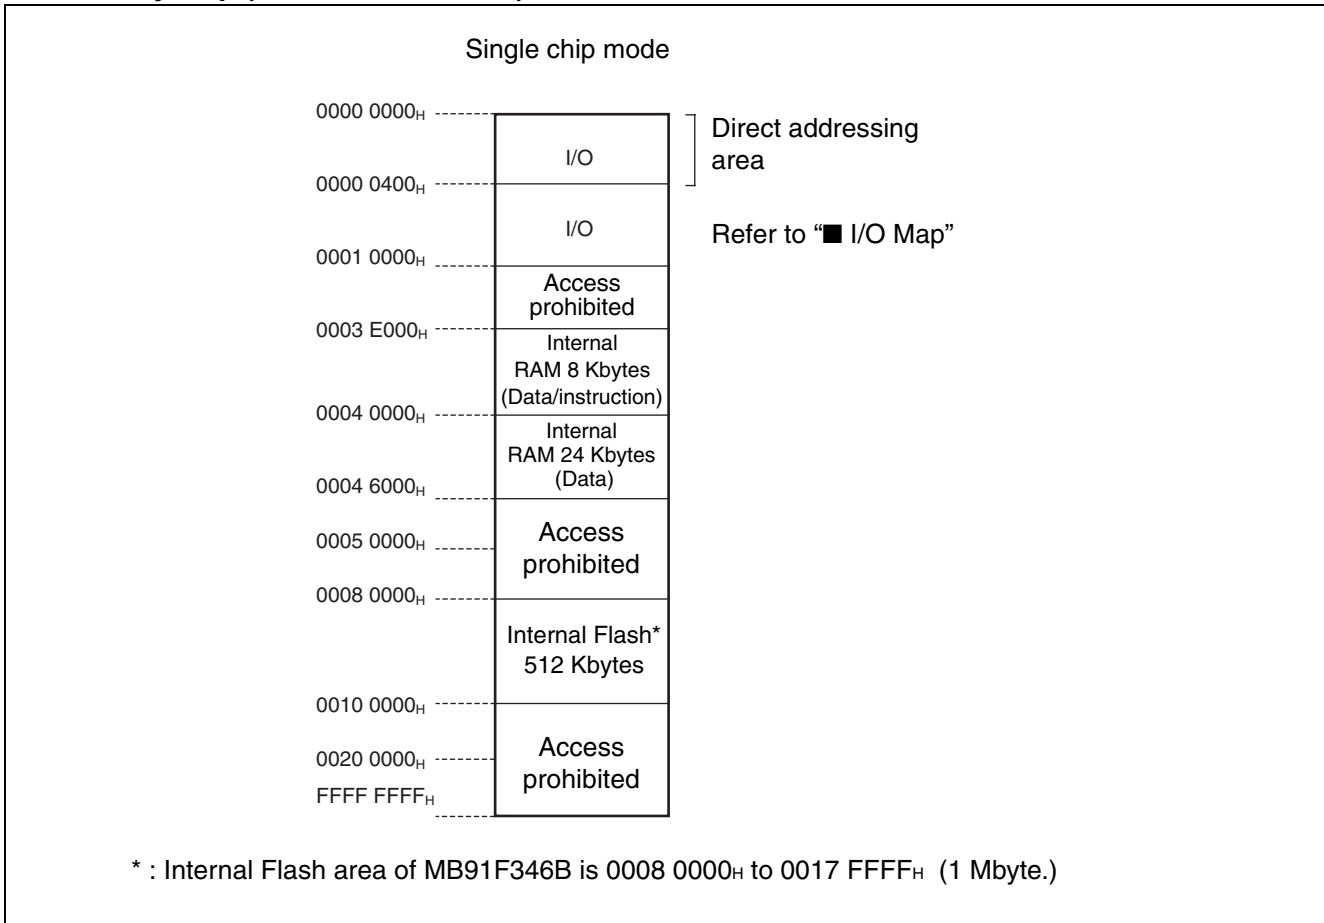 Single chip mode
0000 0000H
I/O
Direct addressing
area
0000 0400H
I/O
Refer to “■ I/O Map”
0001 0000H
Access
prohibited
0003 E000H
Internal
RAM 8 Kbytes
(Data/instruction)
0004 0000H
Internal
RAM 24 Kbytes
(Data)
0004 6000H
Access
prohibited
0005 0000H
0008 0000H
Internal Flash*
512 Kbytes
0010 0000H
Access
prohibited
0020 0000H
FFFF FFFFH
* : Internal Flash area of MB91F346B is 0008 0000H to 0017 FFFFH (1 Mbyte.)